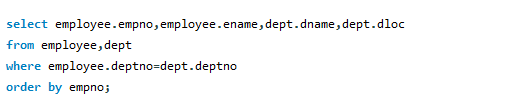 select employee.empno,employee.ename,dept.dname,dept.dloc
from employee,dept
where employee.deptno=dept.deptno
order by empno;